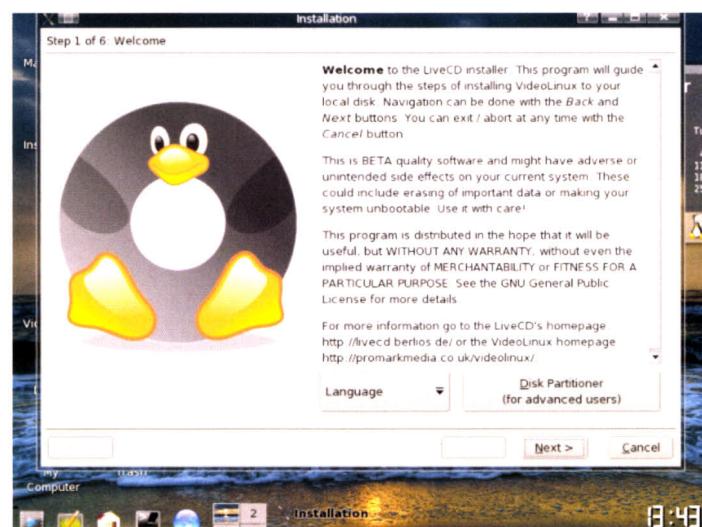 Installation
Step 1 of 6: Welcome
Welcome to the LiveCD installer. This program will guide
you through the steps of installing VideoLinux to your
local disk. Navigation can be done with the Back and
Next buttons. You can exit / abort at any time with the
Cancel button
This is BETA quality software and might have adverse or
unintended side effects on your current system. These
could include erasing of important data or making your
system unbootable. Use it with care!
This program is distributed in the hope that it will be
useful, but WITHOUT ANY WARRANTY, without even the
implied warranty of MERCHANTABILITY or FITNESS FOR A
PARTICULAR PURPOSE. See the GNU General Public
License for more details
For more information go to the LiveCD's homepage
http://livecd.berlios.de/ or the VideoLinux homepage
http://promarkmedia.co.uk/videolinux/
Language
Disk Partitioner
(for advanced users)
Next >
Cancel
My
Computer
Trash
2
Installation
13:43